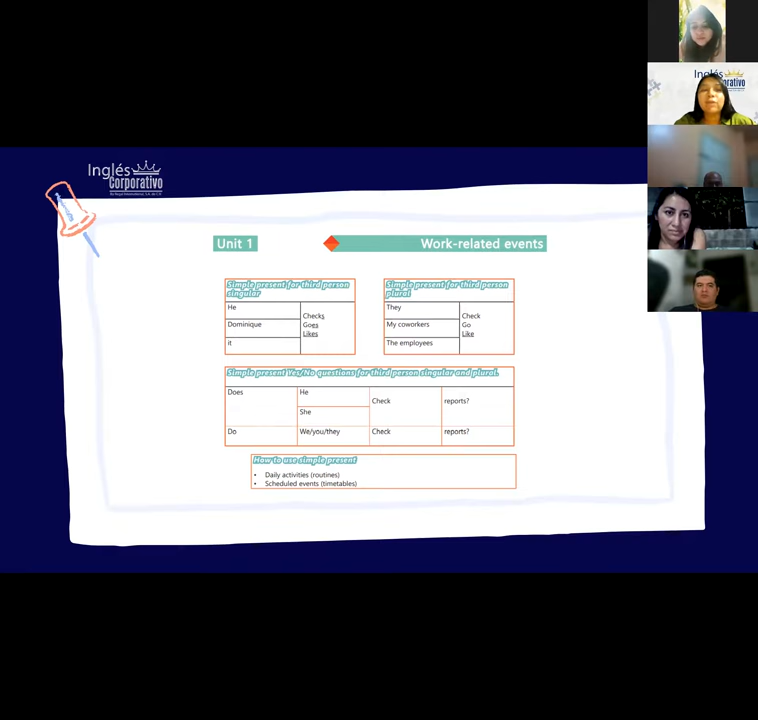 Inglés
Corporativo
Inglés
Corporativo
Unit 1
Work-related events
Simple present for third person
singular
He
Dominique
it
Checks
Goes
Likes
Simple present for third person
plural
They
My coworkers
The employees
Check
Go
Like
Simple present Yes/No questions for third person singular and plural.
Does
He
She
Check
reports?
Do
We/you/they
Check
reports?
How to use simple present
• Daily activities (routines)
• Scheduled events (timetables)